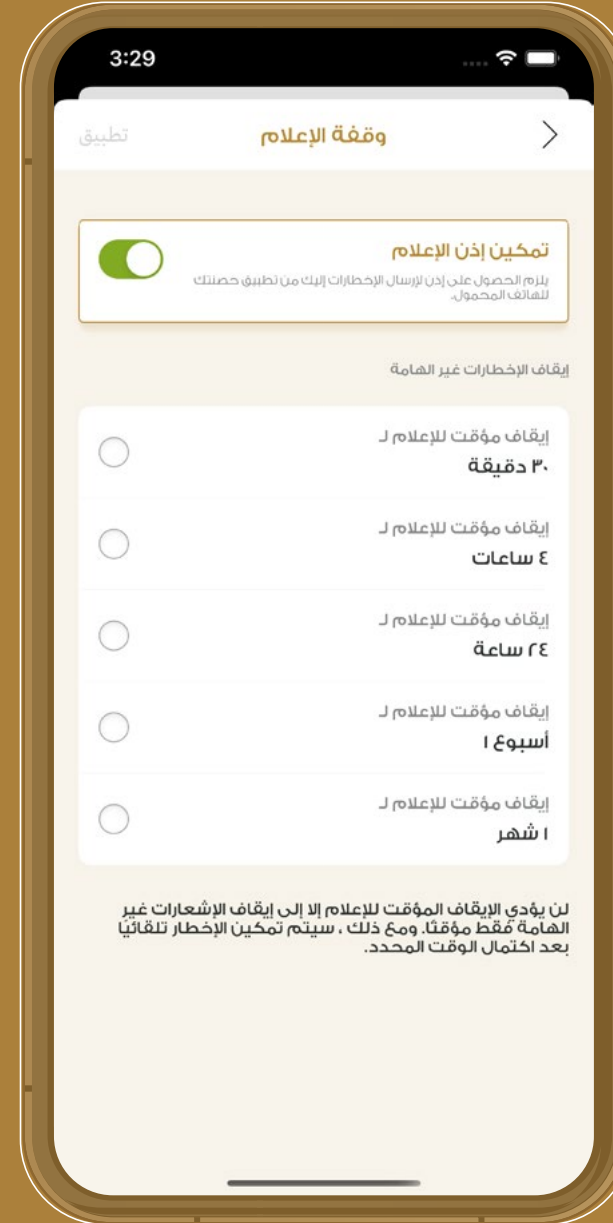 3:29
وقفة الإعلام
تطبيق
تمكين إذن الإعلام
يلزم الحصول على إذن لإرسال الإخطارات إليك من تطبيق حصنتك
للهاتف المحمول.
إيقاف الإخطارات غير الهامة
إيقاف مؤقت للإعلام لـ
٣٠ دقيقة
إيقاف مؤقت للإعلام لـ
٤ ساعات
إيقاف مؤقت للإعلام لـ
٢٤ ساعة
إيقاف مؤقت للإعلام لـ
أسبوع ١
إيقاف مؤقت للإعلام لـ
١ شهر
لن يؤدي الإيقاف المؤقت للإعلام إلا إلى إيقاف الإشعارات غير
الهامة فقط مؤقتًا. ومع ذلك ، سيتم تمكين الإخطار تلقائيًا
بعد اكتمال الوقت المحدد.